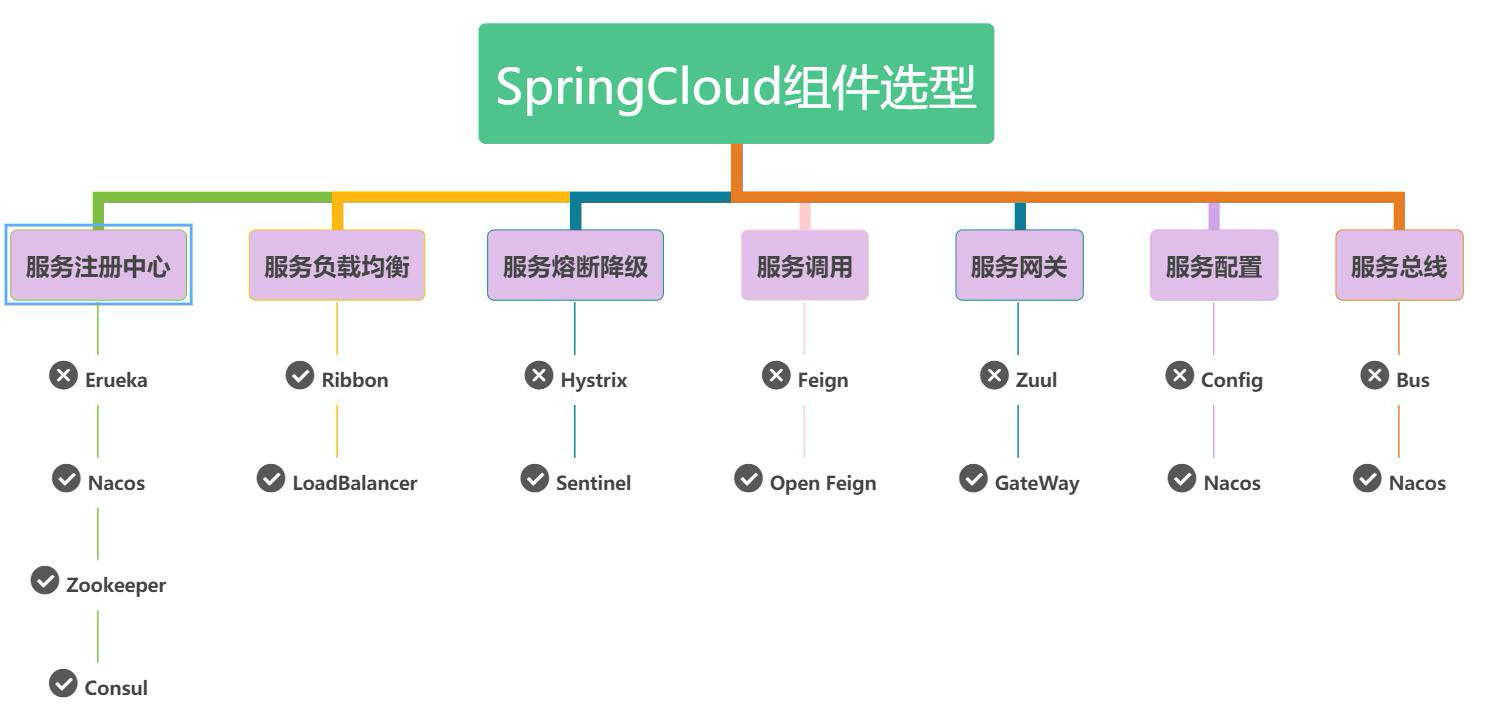 SpringCloud组件选型
服务注册中心
服务负载均衡
服务熔断降级
服务调用
服务网关
服务配置
服务总线
Erueka
Ribbon
Hystrix
Feign
Zuul
Config
Bus
Nacos
LoadBalancer
Sentinel
Open Feign
GateWay
Nacos
Nacos
Zookeeper
Consul